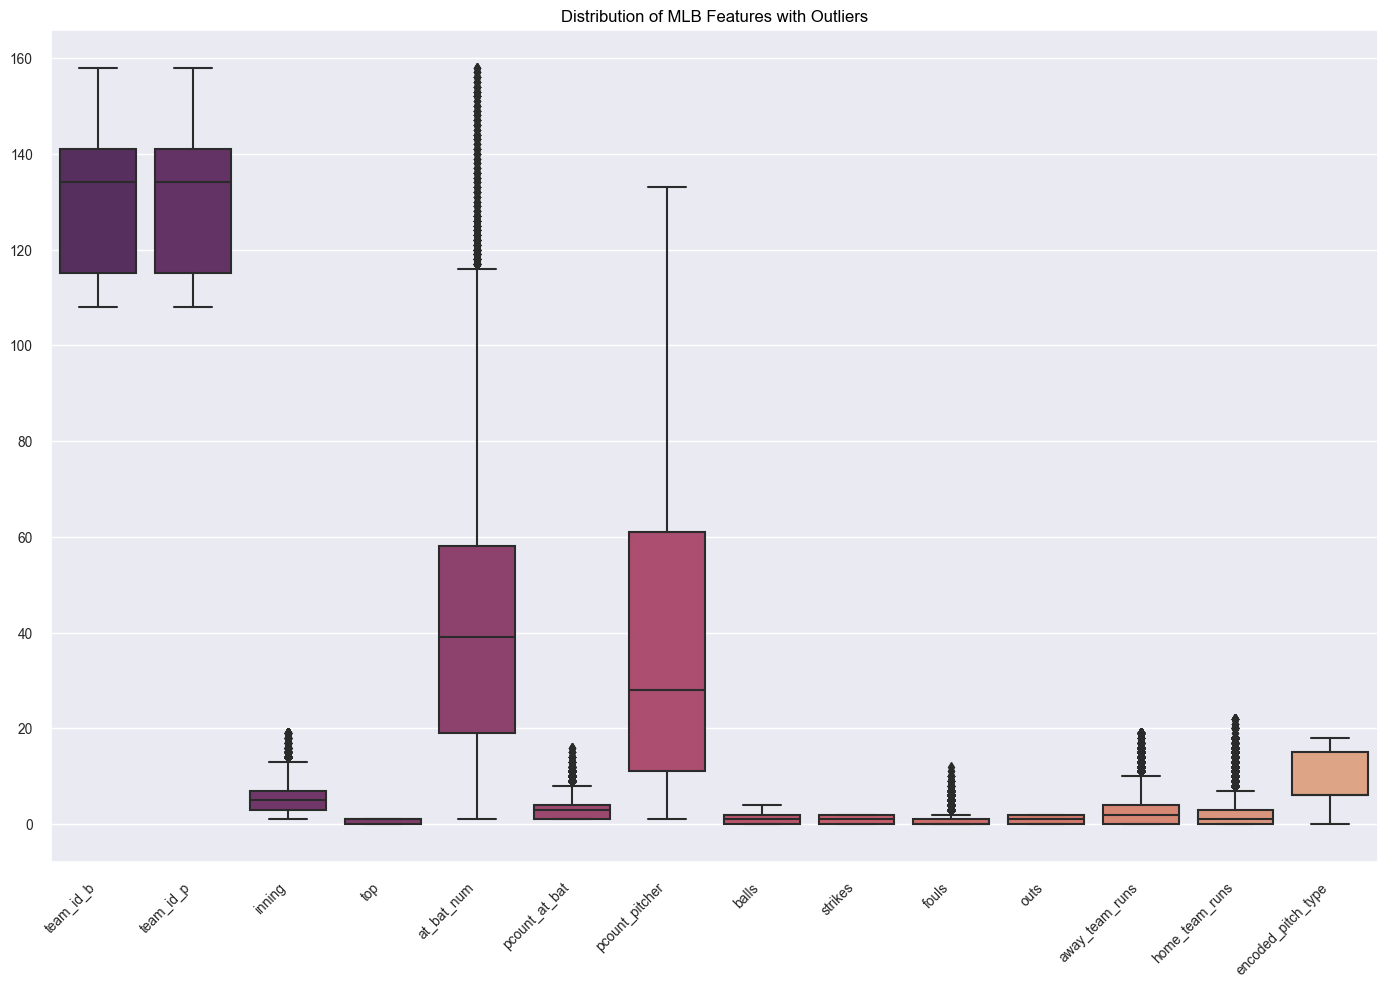 Distribution of MLB Features with Outliers
160
140
120
100
80
60
40
20
0
team_id_b
team_id_p
inning
top
at_bat_num
pcount_at_bat
pcount_pitcher
balls
strikes
fouls
outs
away_team_runs
home_team_runs
encoded_pitch_type